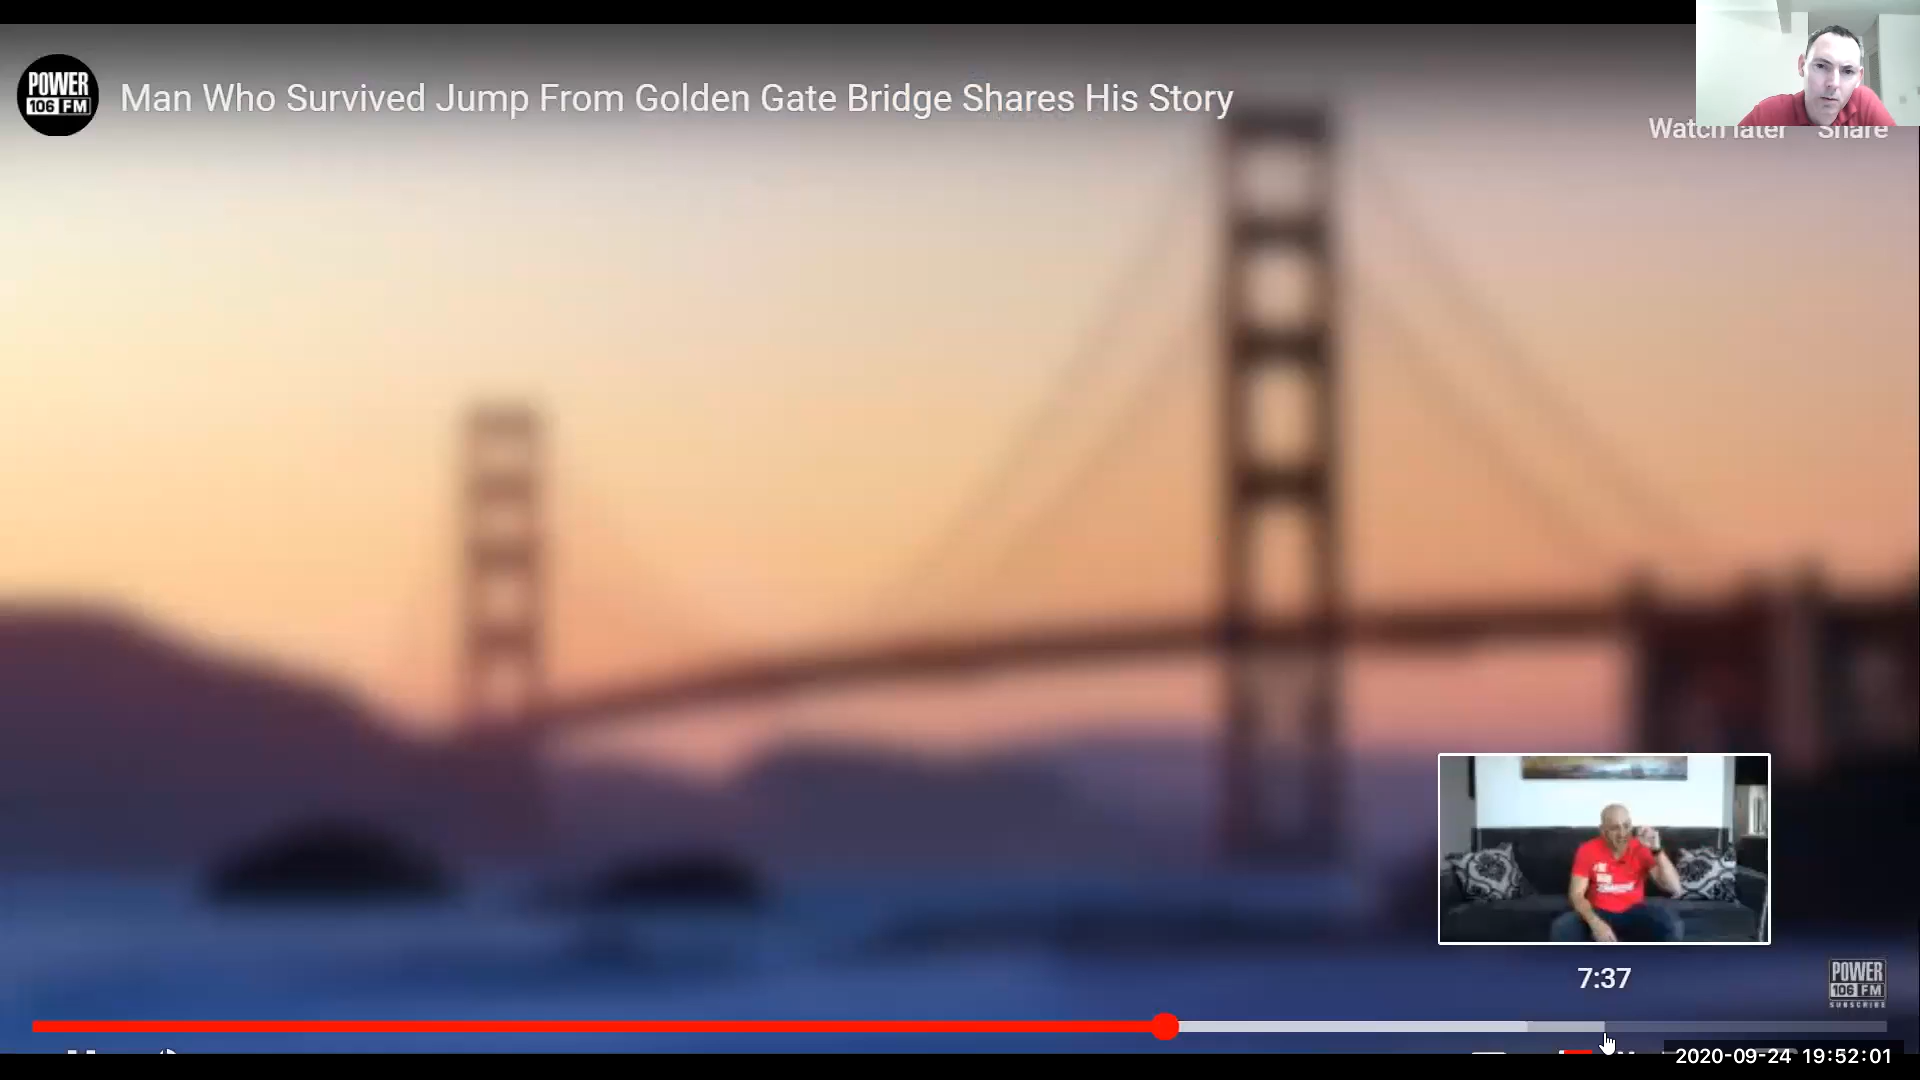 POWER
106 FM
Man Who Survived Jump From Golden Gate Bridge Shares His Story
Watch later
Share
7:37
POWER
106 FM
SUBSCRIBE
2020-09-24 19:52:01